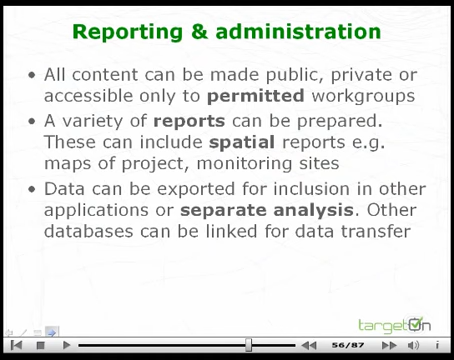 Reporting & administration
• All content can be made public, private or
accessible only to permitted workgroups
• A variety of reports can be prepared.
These can include spatial reports e.g.
maps of project, monitoring sites
• Data can be exported for inclusion in other
applications or separate analysis. Other
databases can be linked for data transfer
targetOn
56/87
i